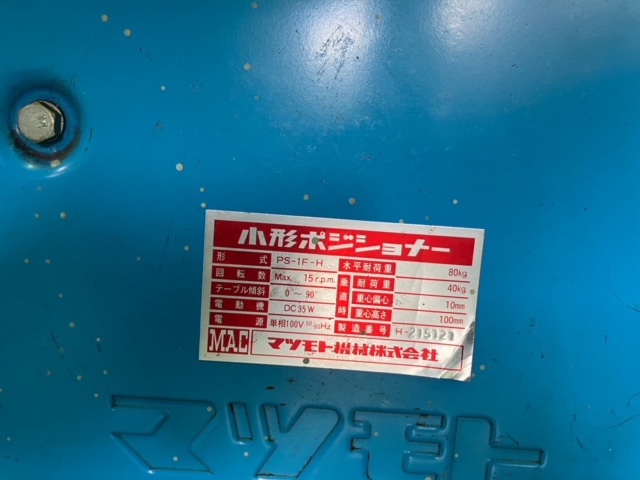 小形ポジショナー
形式 PS-1F-H 水平耐荷重 80kg
回転数 Max. 15 r.p.m. 垂直時 耐荷重 40kg
テーブル傾斜 0°～90° 重心偏心 10mm
電動機 DC35W 重心高さ 100mm
電源 単相100V 50/60Hz 製造番号 H-215123
MAC マツモト機械株式会社
マツモト